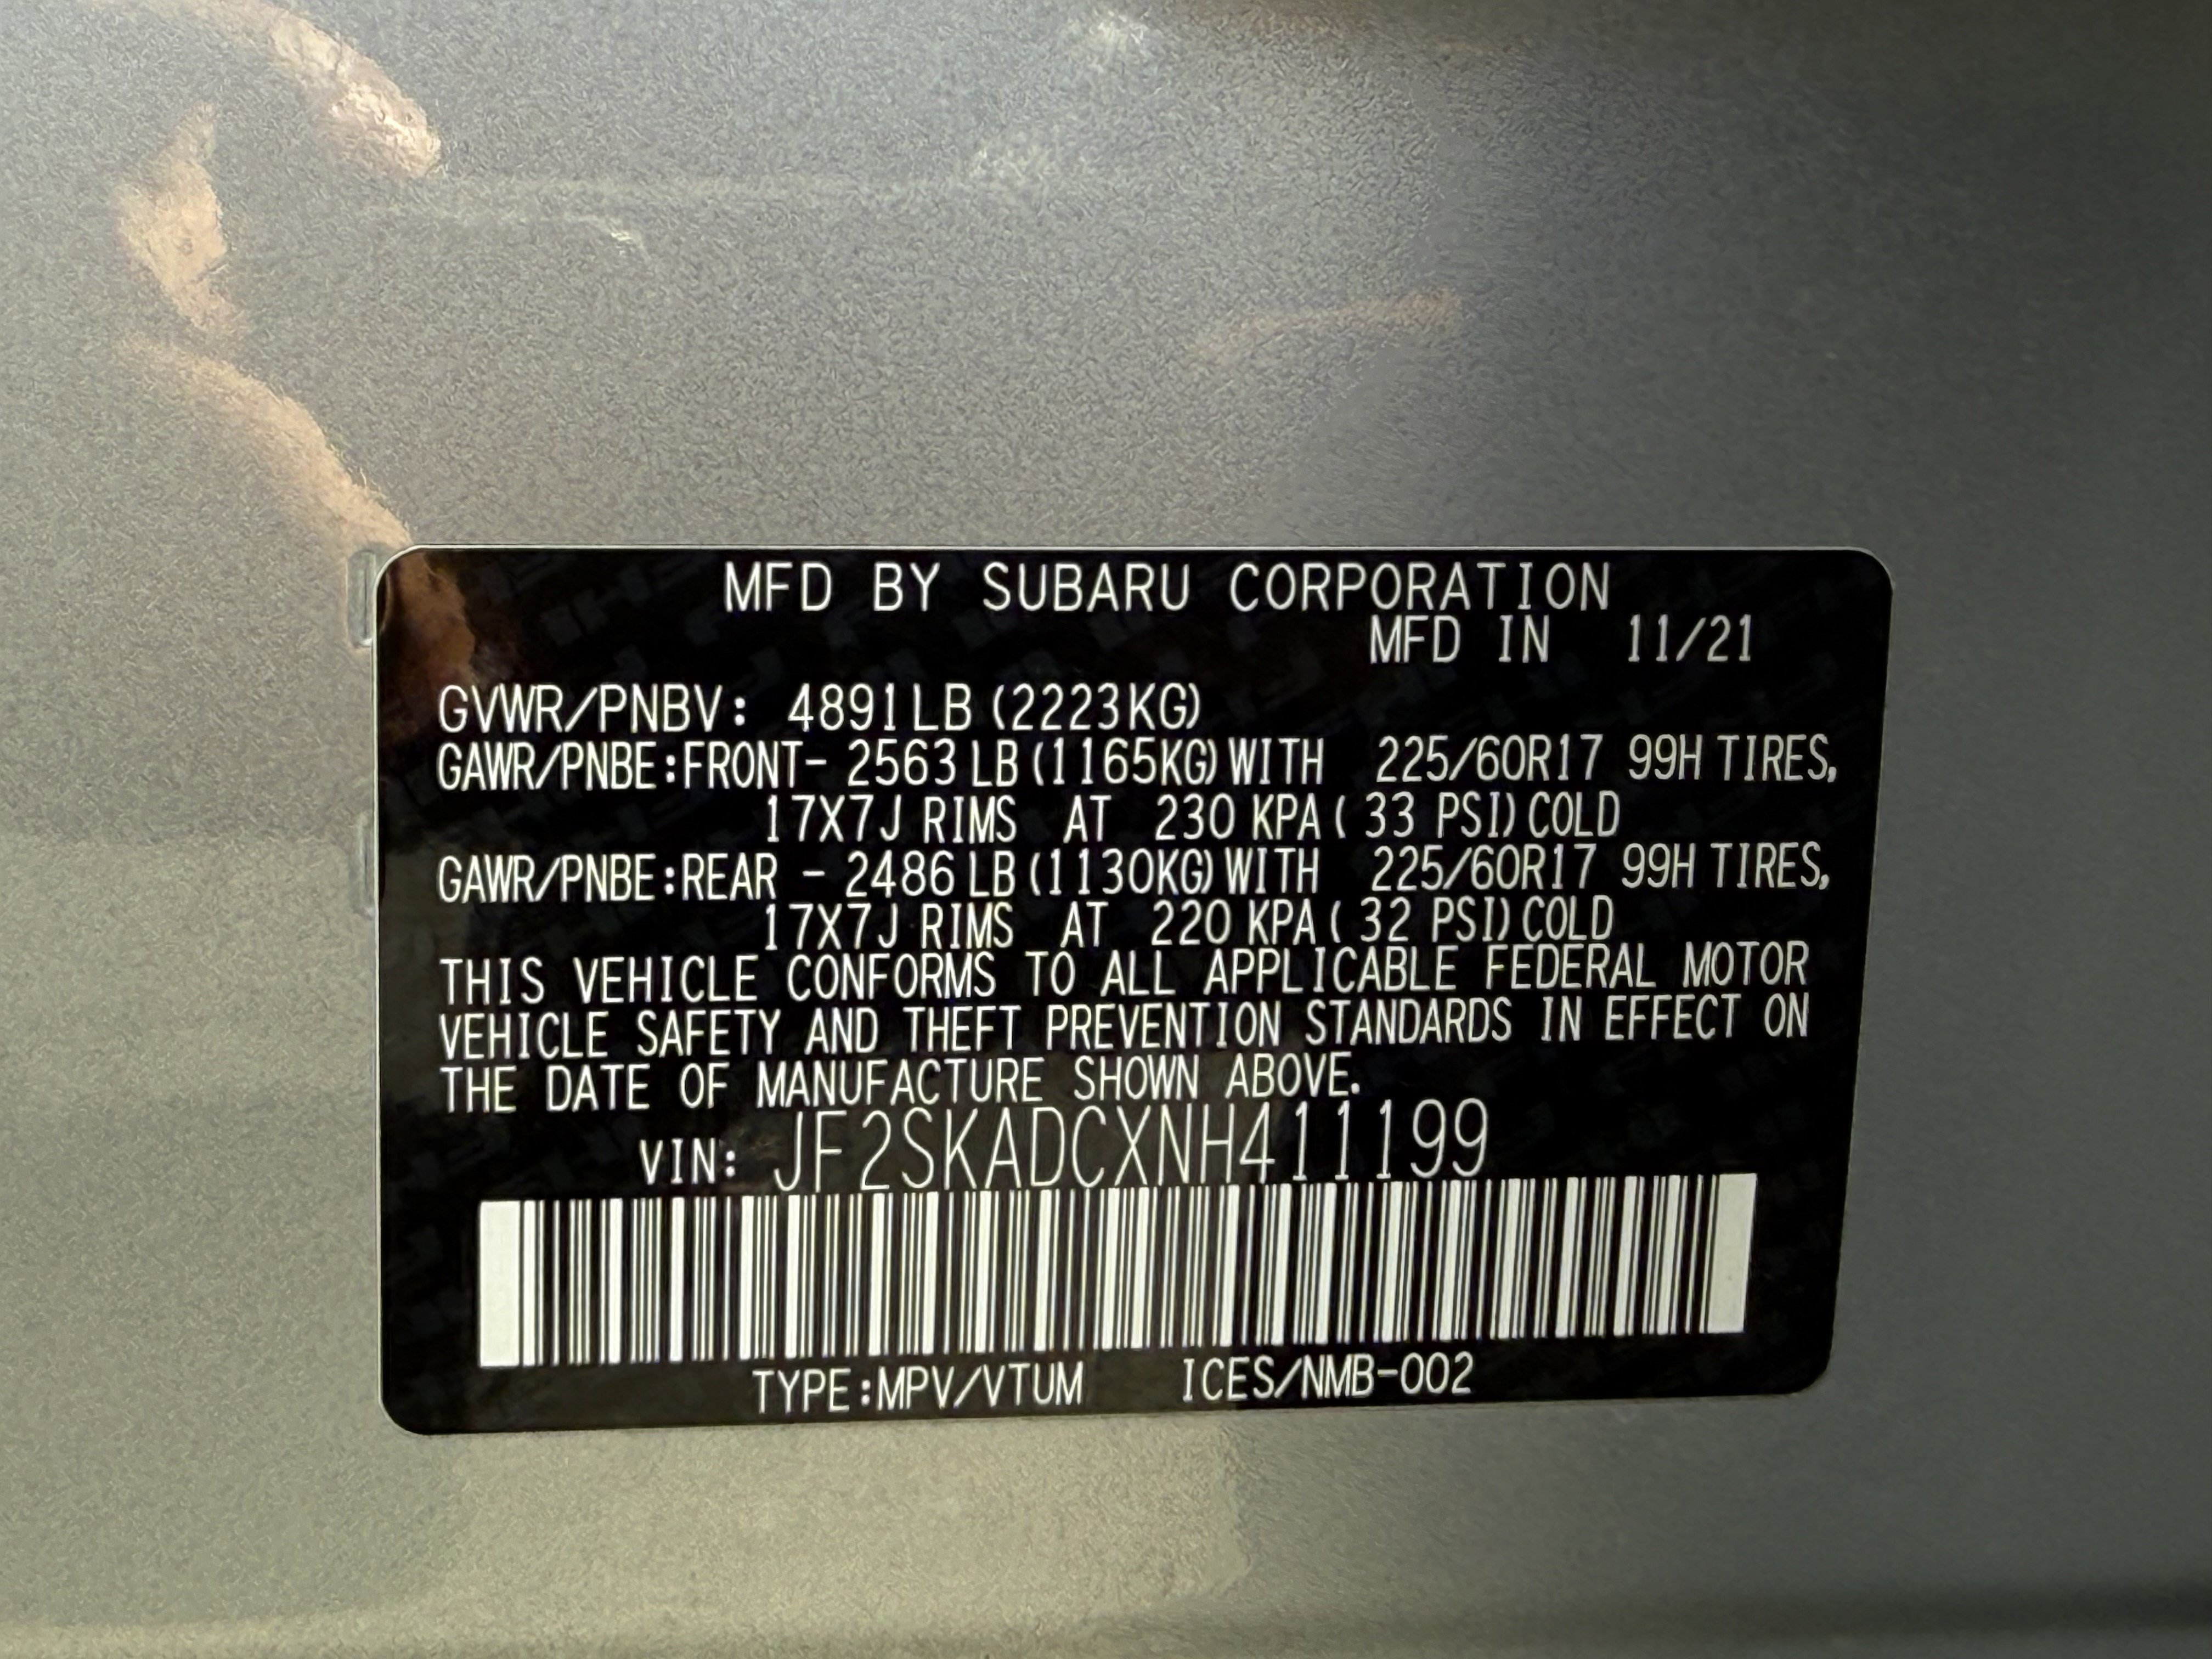 MFD BY SUBARU CORPORATION
MFD IN 11/21
GVWR/PNBV: 4891LB (2223KG)
GAWR/PNBE:FRONT- 2563 LB (1165KG) WITH 225/60R17 99H TIRES,
17X7J RIMS AT 230 KPA ( 33 PSI) COLD
GAWR/PNBE:REAR - 2486 LB (1130KG) WITH 225/60R17 99H TIRES,
17X7J RIMS AT 220 KPA ( 32 PSI) COLD
THIS VEHICLE CONFORMS TO ALL APPLICABLE FEDERAL MOTOR
VEHICLE SAFETY AND THEFT PREVENTION STANDARDS IN EFFECT ON
THE DATE OF MANUFACTURE SHOWN ABOVE.
VIN: JF2SKADCXNH411199
TYPE:MPV/VTUM ICES/NMB-002